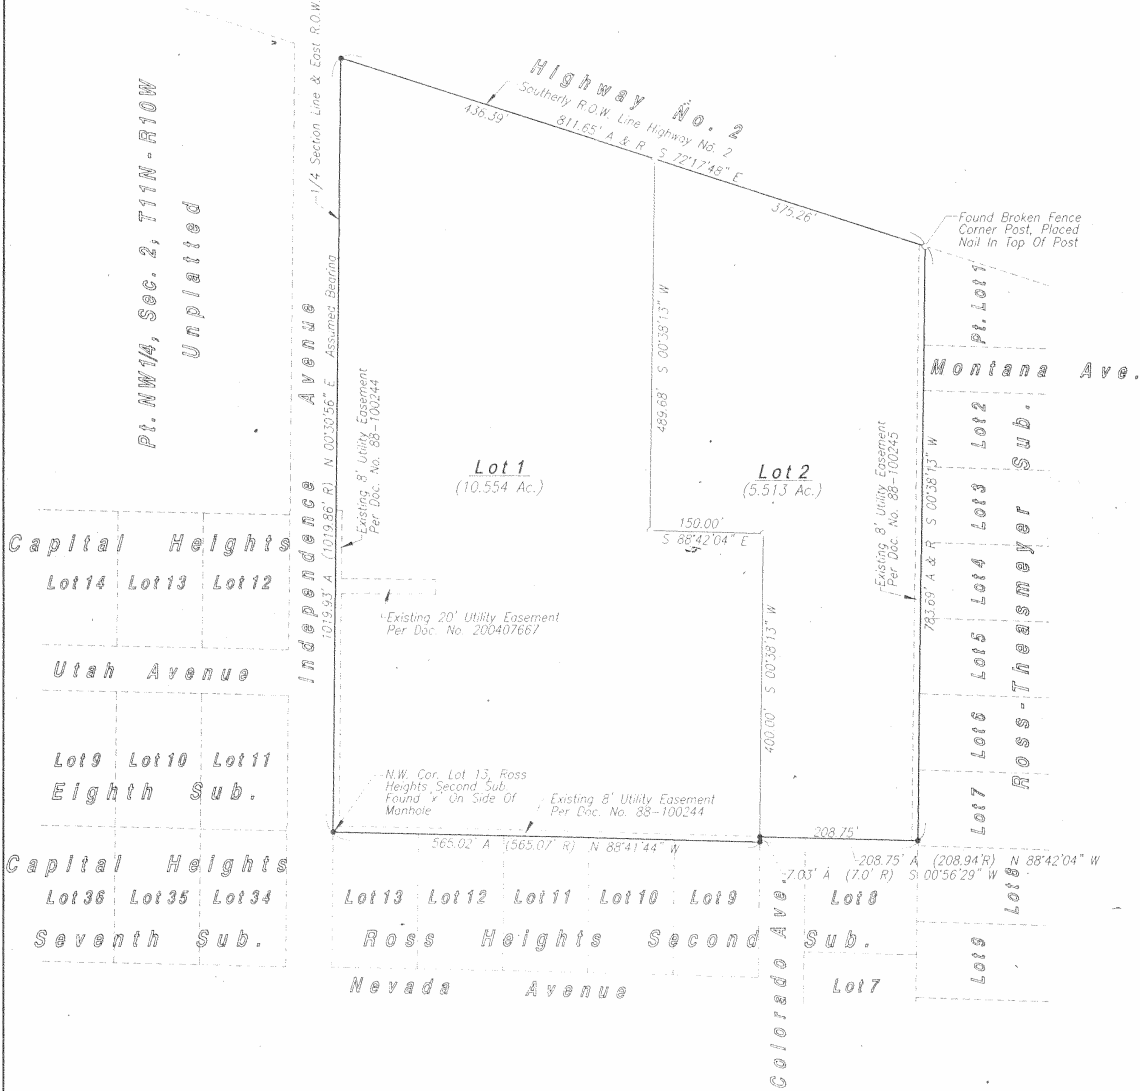 1/4 Section Line & East R.O.W.
Highway No. 2
Southerly R.O.W. Line Highway No. 2
436.39'
811.65' A & R S 72°17'48" E
375.26'
Found Broken Fence
Corner Post, Placed
Nail In Top Of Post
Pt. NW1/4, Sec. 2, T11N-R10W
Unplatted
Independence Avenue
1019.93' A (1019.86' R) N 00°30'56" E Assumed Bearing
Existing 8' Utility Easement
Per Doc. No. 88-100244
489.68' S 00°38'13" W
Pt. Lot 1
Montana Ave.
Lot 2
Lot 3
Lot 4
Lot 5
Lot 6
Lot 7
Lot 8
Lot 9
Ross-Theasmeyer Sub.
Existing 8' Utility Easement
Per Doc. No. 88-100245
783.69' A & R S 00°38'13" W
Lot 1
(10.554 Ac.)
Lot 2
(5.513 Ac.)
150.00'
S 88°42'04" E
Capital Heights
Lot 14 Lot 13 Lot 12
Existing 20' Utility Easement
Per Doc. No. 200407667
400.00' S 00°38'13" W
Utah Avenue
Lot 9 Lot 10 Lot 11
Eighth Sub.
N.W. Cor. Lot 13, Ross
Heights Second Sub.
Found 'x' On Side Of
Manhole
Existing 8' Utility Easement
Per Doc. No. 88-100244
565.02' A (565.07' R) N 88°41'44" W
208.75'
208.75' A (208.94'R) N 88°42'04" W
7.03' A (7.0' R) S 00°56'29" W
Capital Heights
Lot 36 Lot 35 Lot 34
Seventh Sub.
Lot 13 Lot 12 Lot 11 Lot 10 Lot 9 Lot 8
Ross Heights Second Sub.
Lot 7
Nevada Avenue
Colorado Ave.